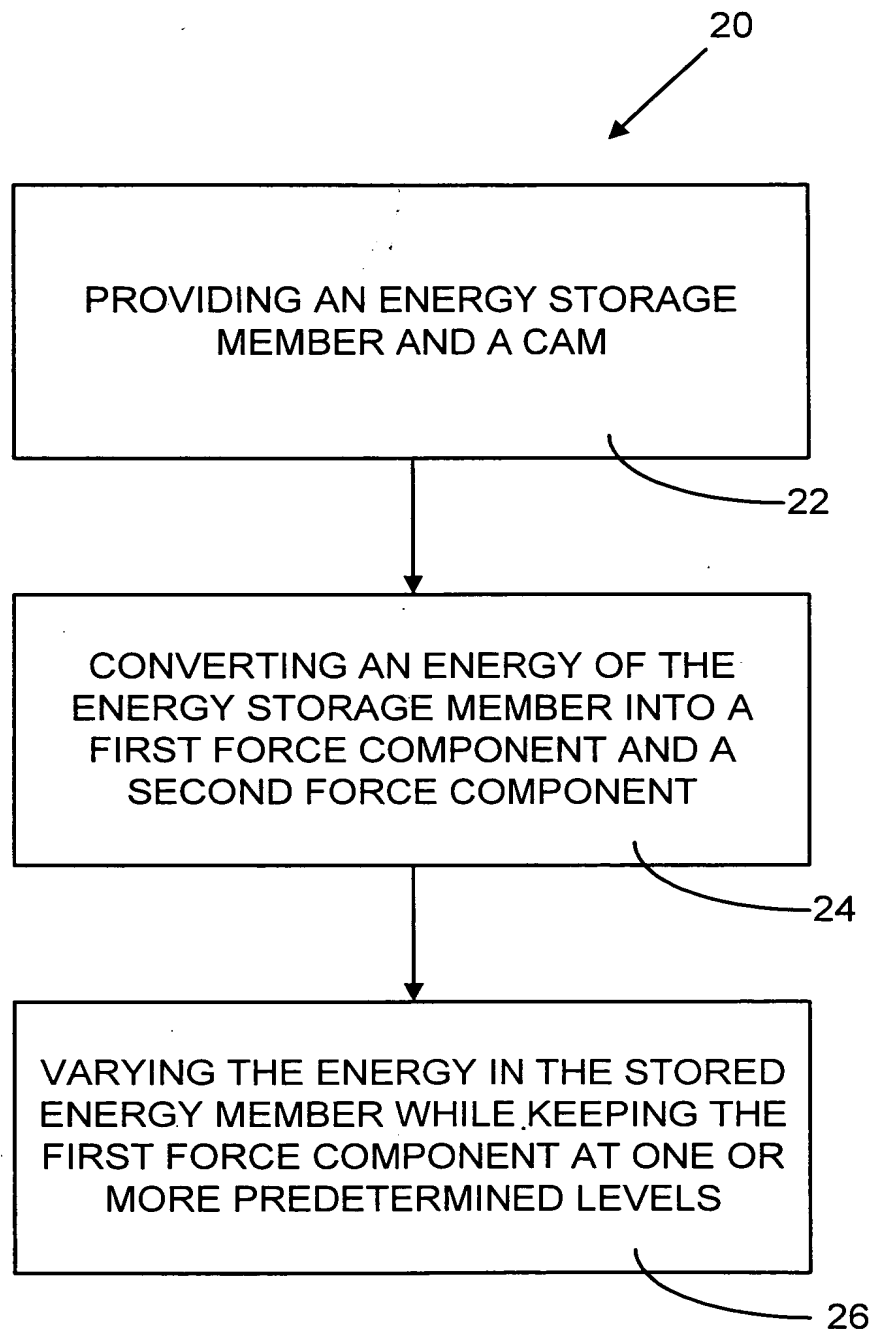 20
PROVIDING AN ENERGY STORAGE
MEMBER AND A CAM
22
CONVERTING AN ENERGY OF THE
ENERGY STORAGE MEMBER INTO A
FIRST FORCE COMPONENT AND A
SECOND FORCE COMPONENT
24
VARYING THE ENERGY IN THE STORED
ENERGY MEMBER WHILE KEEPING THE
FIRST FORCE COMPONENT AT ONE OR
MORE PREDETERMINED LEVELS
26